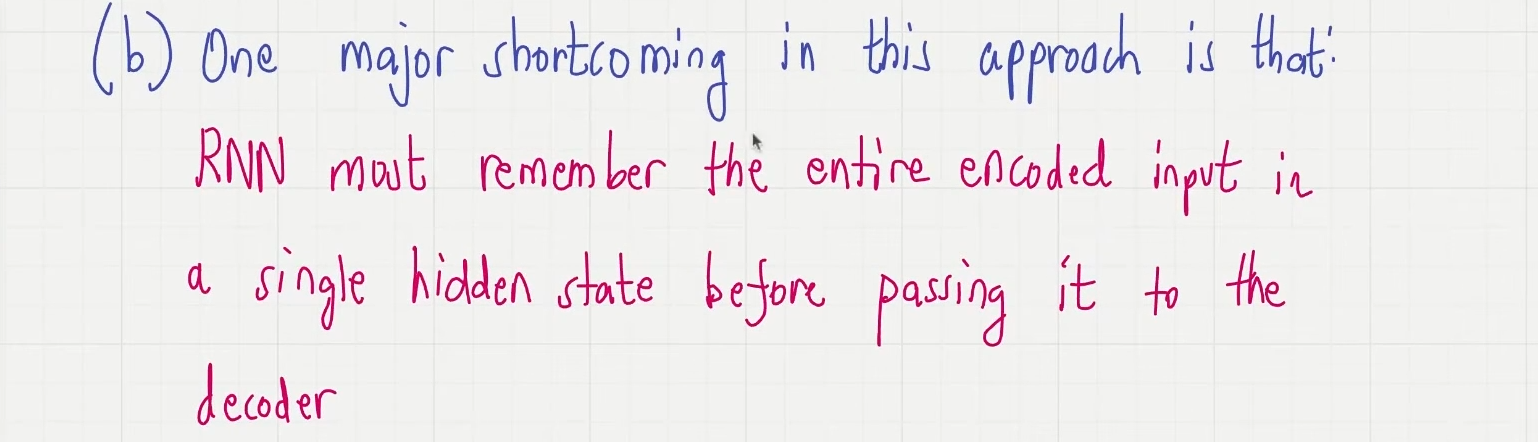 (b) One major shortcoming in this approach is that:
RNN must remember the entire encoded input in
a single hidden state before passing it to the
decoder